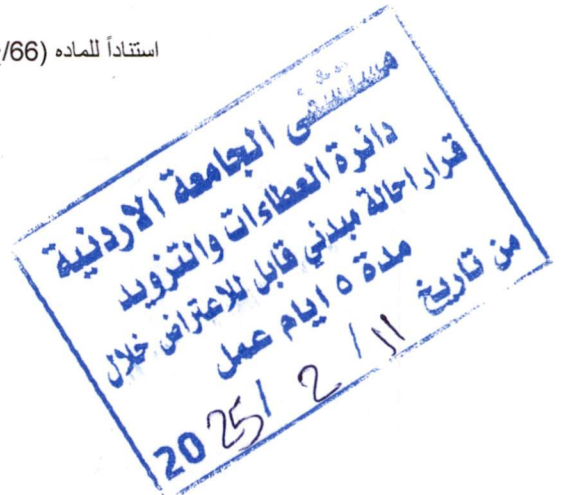 استناداً للماده (66/
مستشفى الجامعة الاردنية
دائرة العطاءات والتزويد
قرار احالة مبدئي قابل للاعتراض خلال
مدة ٥ ايام عمل
من تاريخ ١١ / 2 / 2025